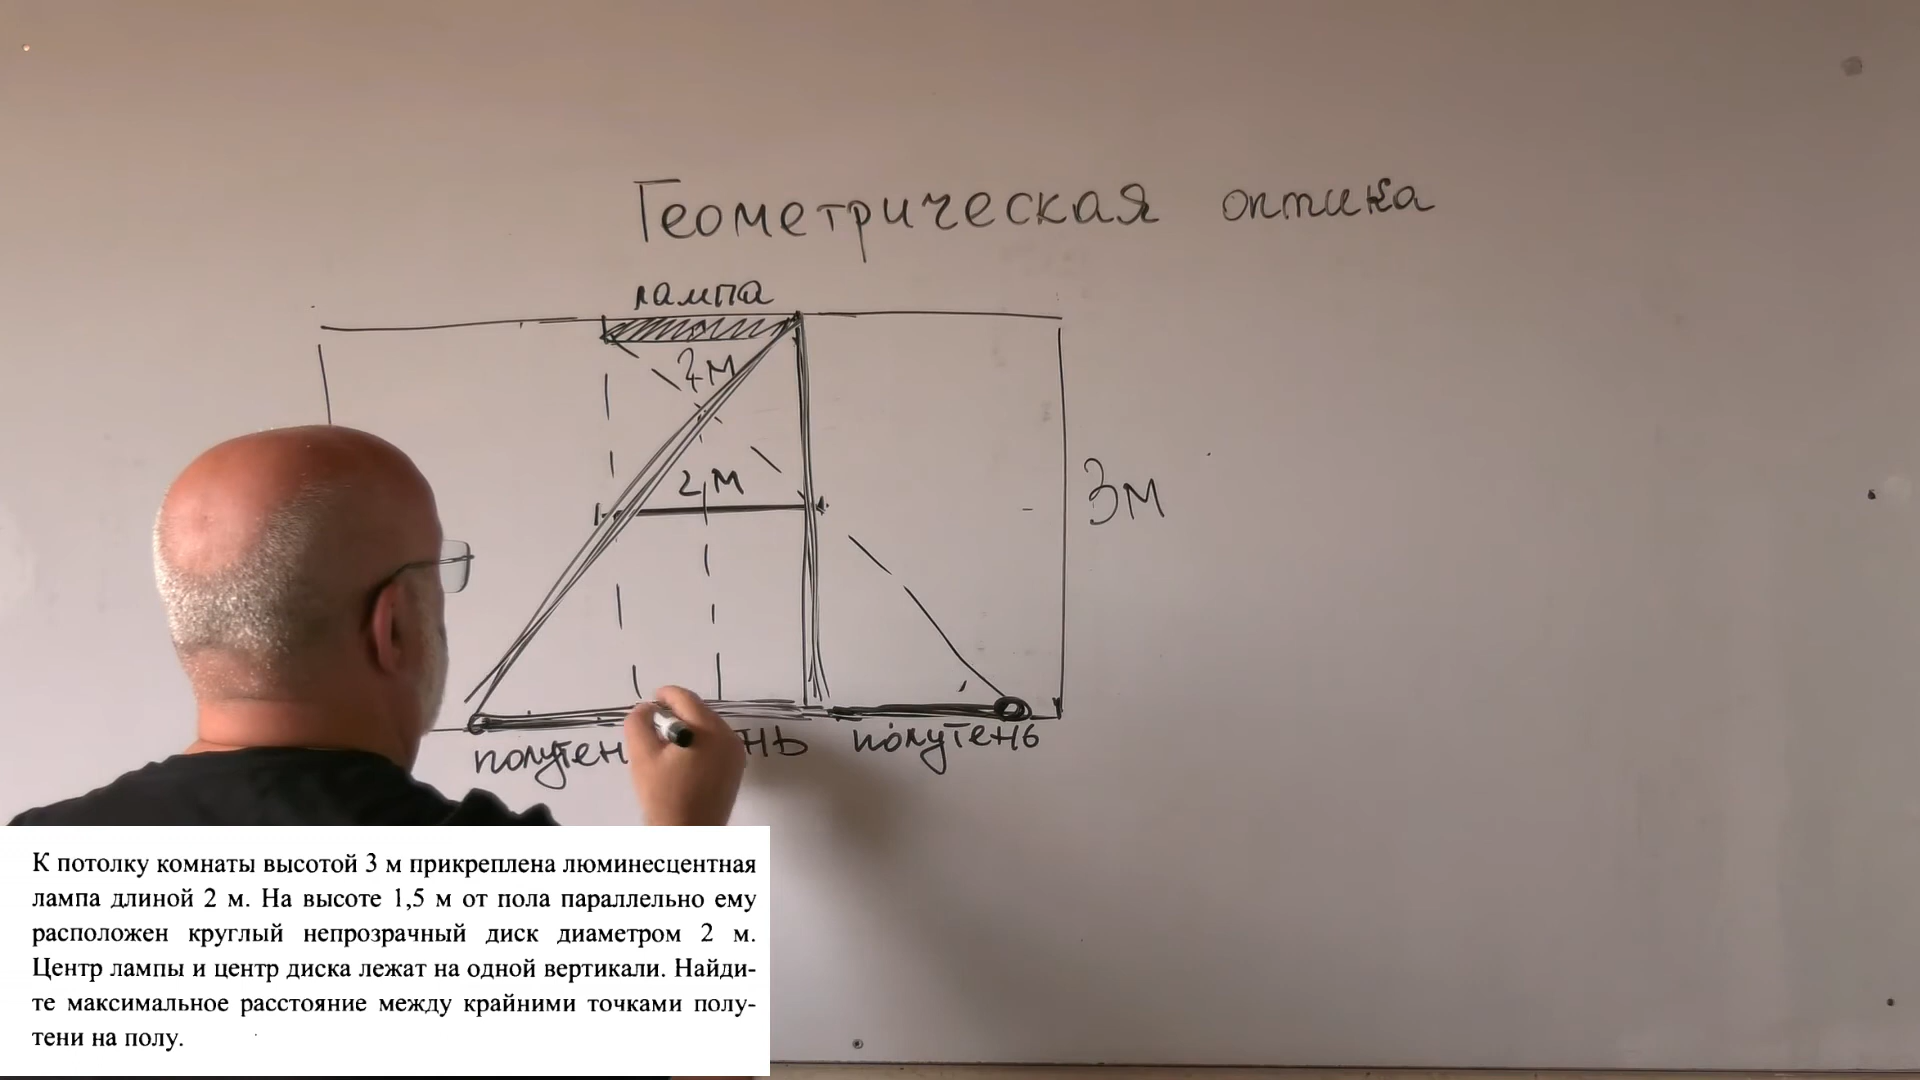 Геометрическая оптика
лампа
2м
2м
3м
полутен нь полутень
К потолку комнаты высотой 3 м прикреплена люминесцентная
лампа длиной 2 м. На высоте 1,5 м от пола параллельно ему
расположен круглый непрозрачный диск диаметром 2 м.
Центр лампы и центр диска лежат на одной вертикали. Найди-
те максимальное расстояние между крайними точками полу-
тени на полу.